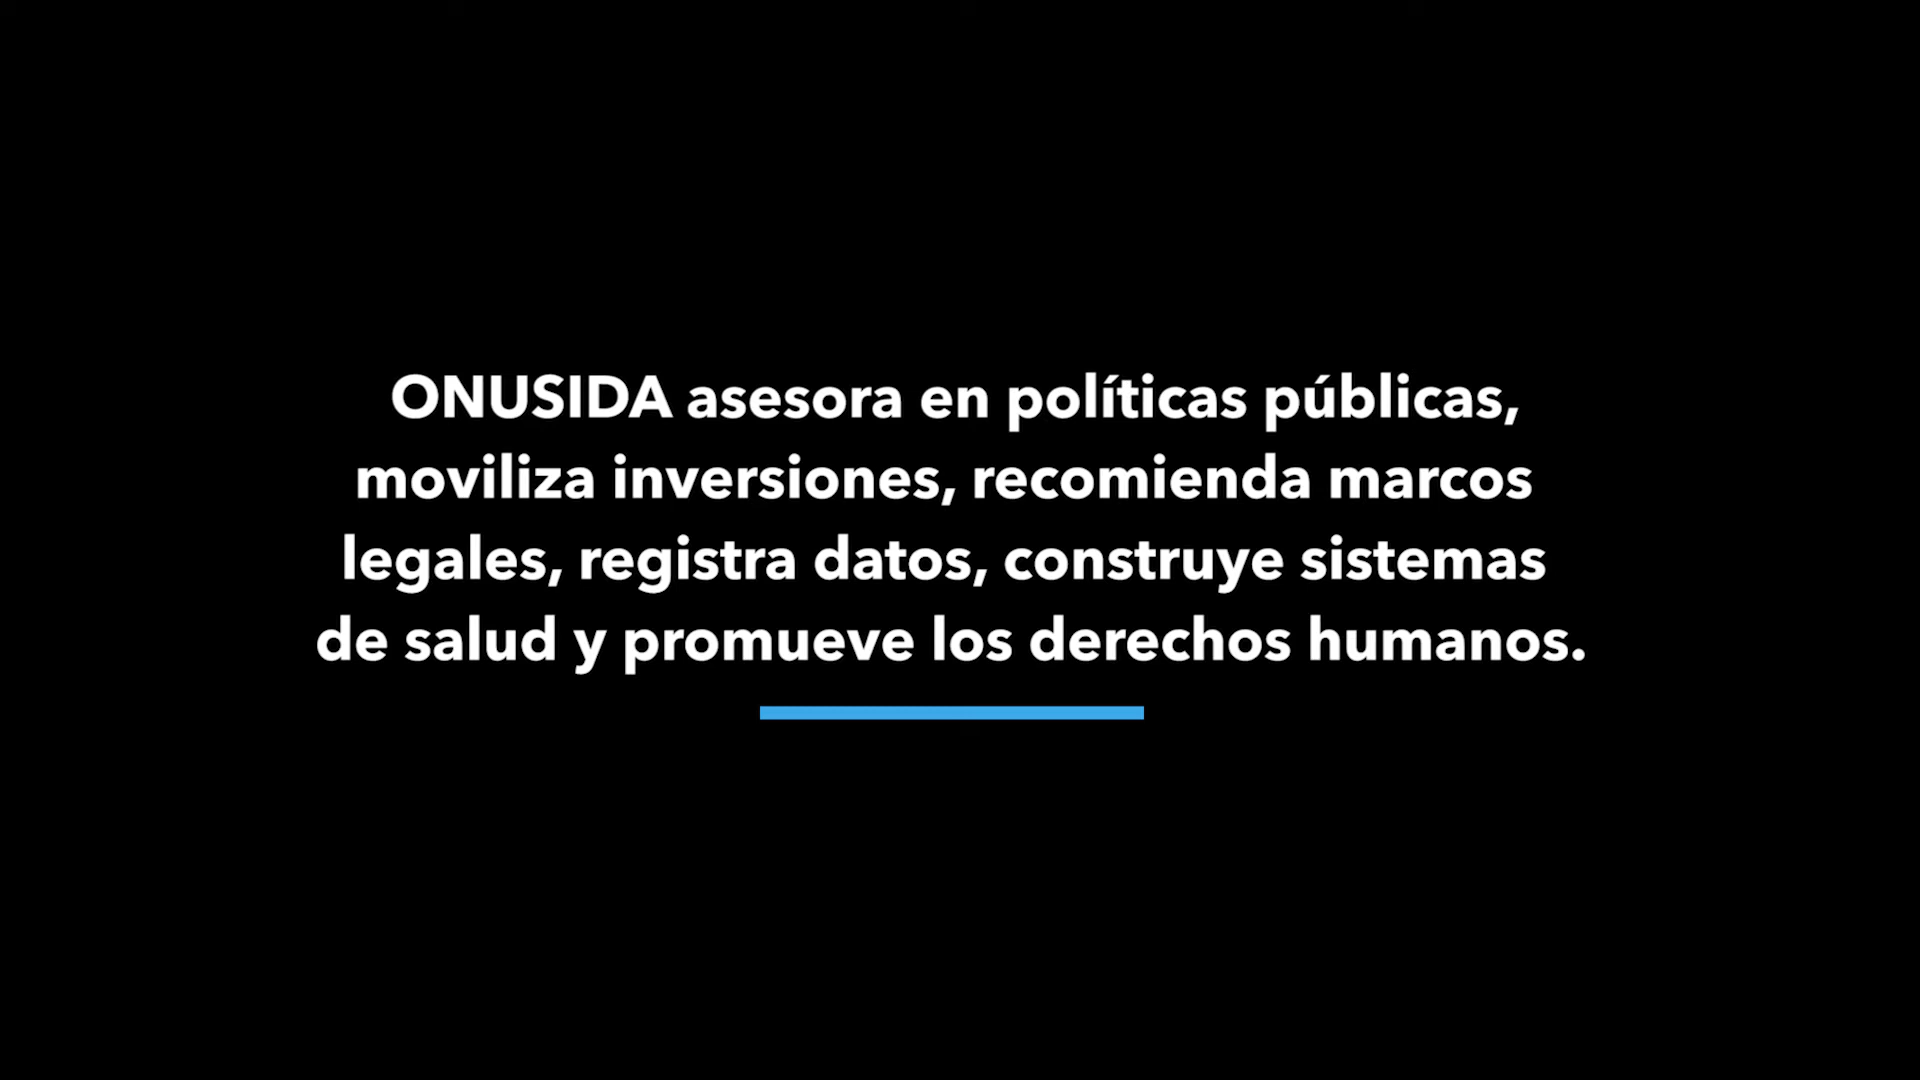 ONUSIDA asesora en políticas públicas,
moviliza inversiones, recomienda marcos
legales, registra datos, construye sistemas
de salud y promueve los derechos humanos.